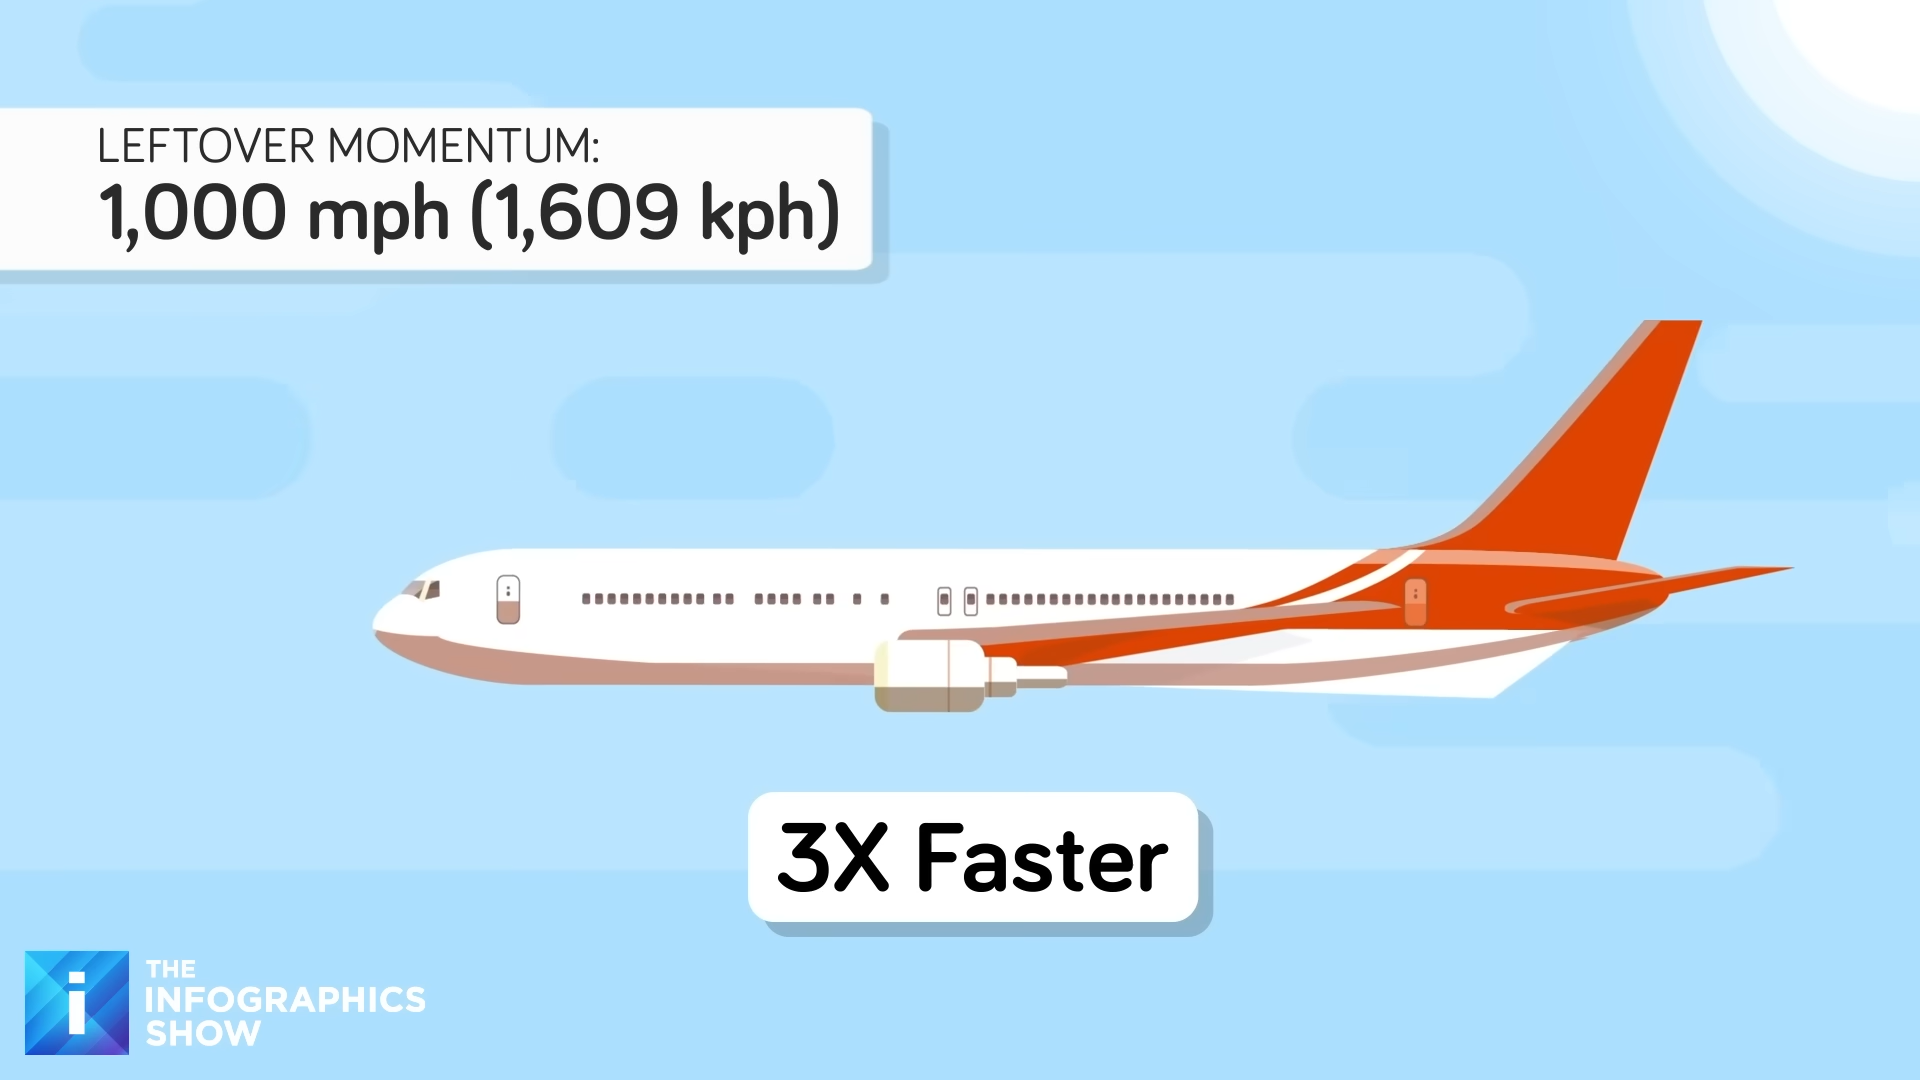 LEFTOVER MOMENTUM:
1,000 mph (1,609 kph)
3X Faster
i
THE
INFOGRAPHICS
SHOW